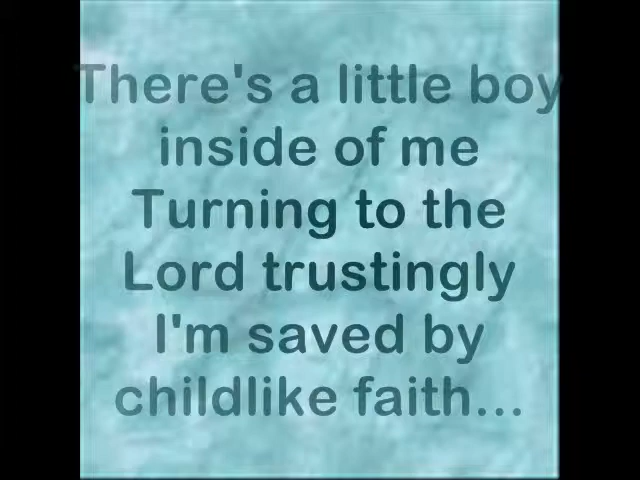 There's a little boy
inside of me
Turning to the
Lord trustingly
I'm saved by
childlike faith...